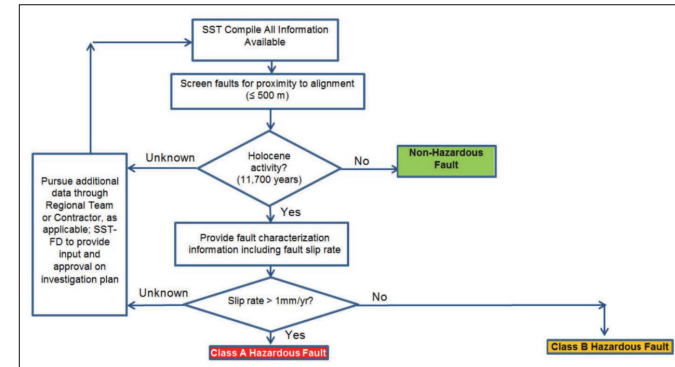 SST Compile All Information
Available
Screen faults for proximity to alignment
(≤ 500 m)
Holocene
activity?
(11,700 years)
Unknown
No
Non-Hazardous
Fault
Pursue additional
data through
Regional Team
or Contractor, as
applicable; SST-
FD to provide
input and
approval on
investigation plan
Yes
Provide fault characterization
information including fault slip rate
Slip rate > 1mm/yr?
Unknown
No
Yes
Class A Hazardous Fault
Class B Hazardous Fault